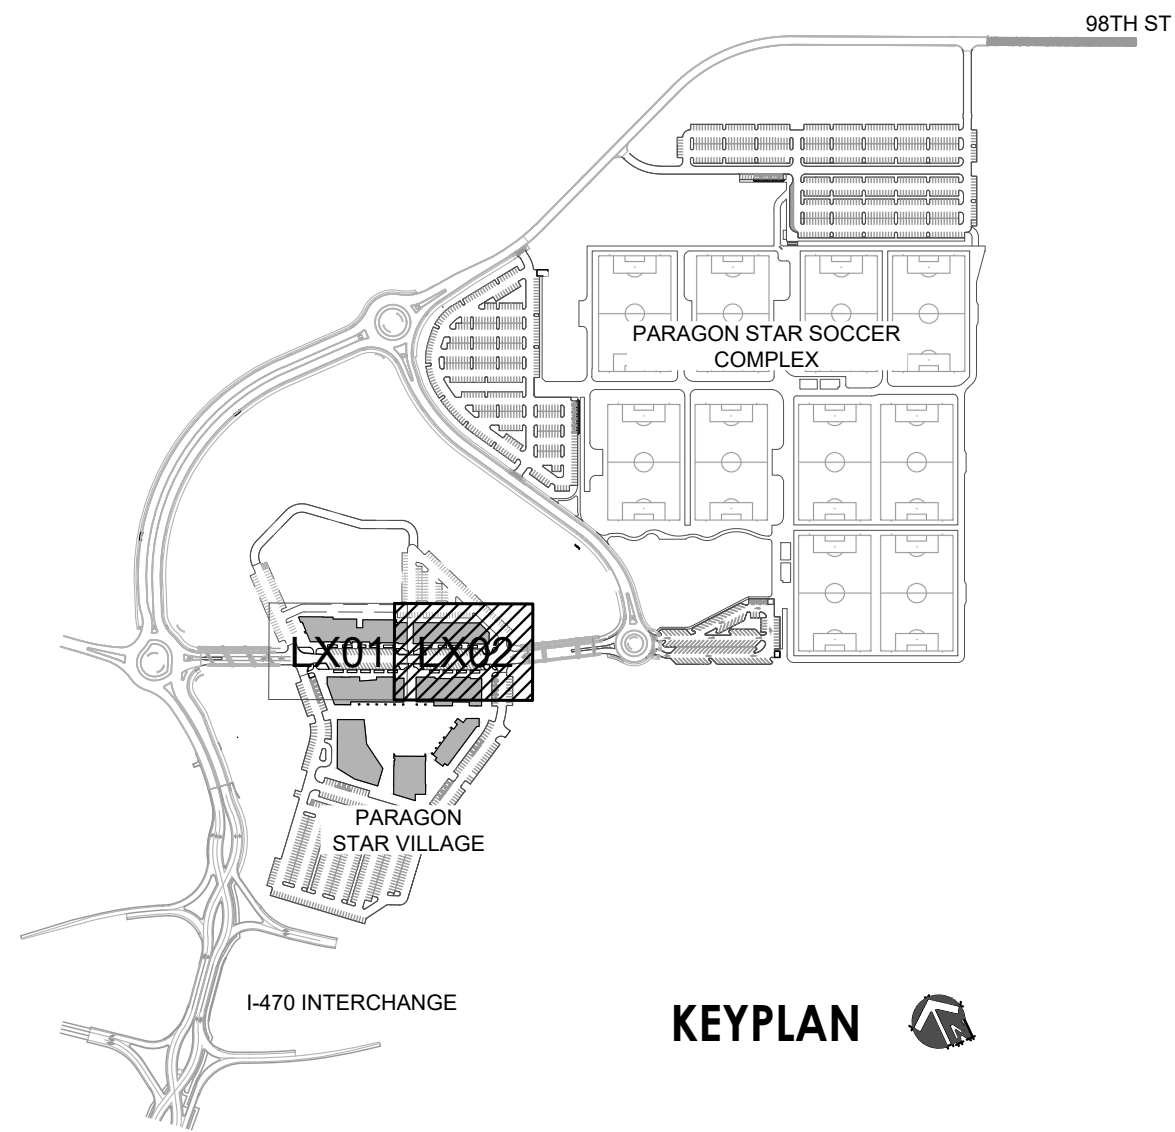 98TH ST
PARAGON STAR SOCCER
COMPLEX
LX01
LX02
PARAGON
STAR VILLAGE
I-470 INTERCHANGE
KEYPLAN